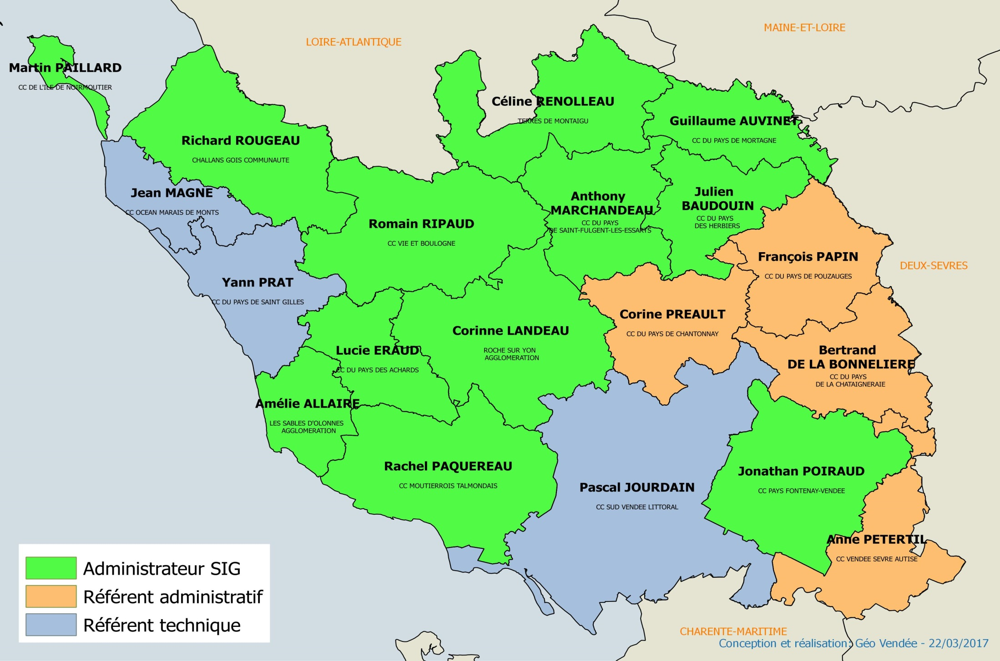 MAINE-ET-LOIRE
LOIRE-ATLANTIQUE
Martin PAILLARD
CC DE L'ILE DE NOIRMOUTIER
Céline RENOLLEAU
TERRES DE MONTAIGU
Guillaume AUVINET
CC DU PAYS DE MORTAGNE
Richard ROUGEAU
CHALLANS GOIS COMMUNAUTE
Jean MAGNE
CC OCEAN MARAIS DE MONTS
Anthony
MARCHANDEAU
CC DU PAYS
DE SAINT-FULGENT-LES-ESSARTS
Julien
BAUDOUIN
CC DU PAYS
DES HERBIERS
Romain RIPAUD
CC VIE ET BOULOGNE
François PAPIN
CC DU PAYS DE POUZAUGES
DEUX-SEVRES
Yann PRAT
CC DU PAYS DE SAINT GILLES
Corine PREAULT
CC DU PAYS DE CHANTONNAY
Corinne LANDEAU
ROCHE SUR YON
AGGLOMERATION
Lucie ERAUD
CC DU PAYS DES ACHARDS
Bertrand
DE LA BONNELIERE
CC DU PAYS
DE LA CHATAIGNERAIE
Amélie ALLAIRE
LES SABLES D'OLONNES
AGGLOMERATION
Rachel PAQUEREAU
CC MOUTIERROIS TALMONDAIS
Jonathan POIRAUD
CC PAYS FONTENAY-VENDEE
Pascal JOURDAIN
CC SUD VENDEE LITTORAL
Anne PETERTIL
CC VENDEE SEVRE AUTISE
Administrateur SIG
Référent administratif
Référent technique
CHARENTE-MARITIME
Conception et réalisation: Géo Vendée - 22/03/2017